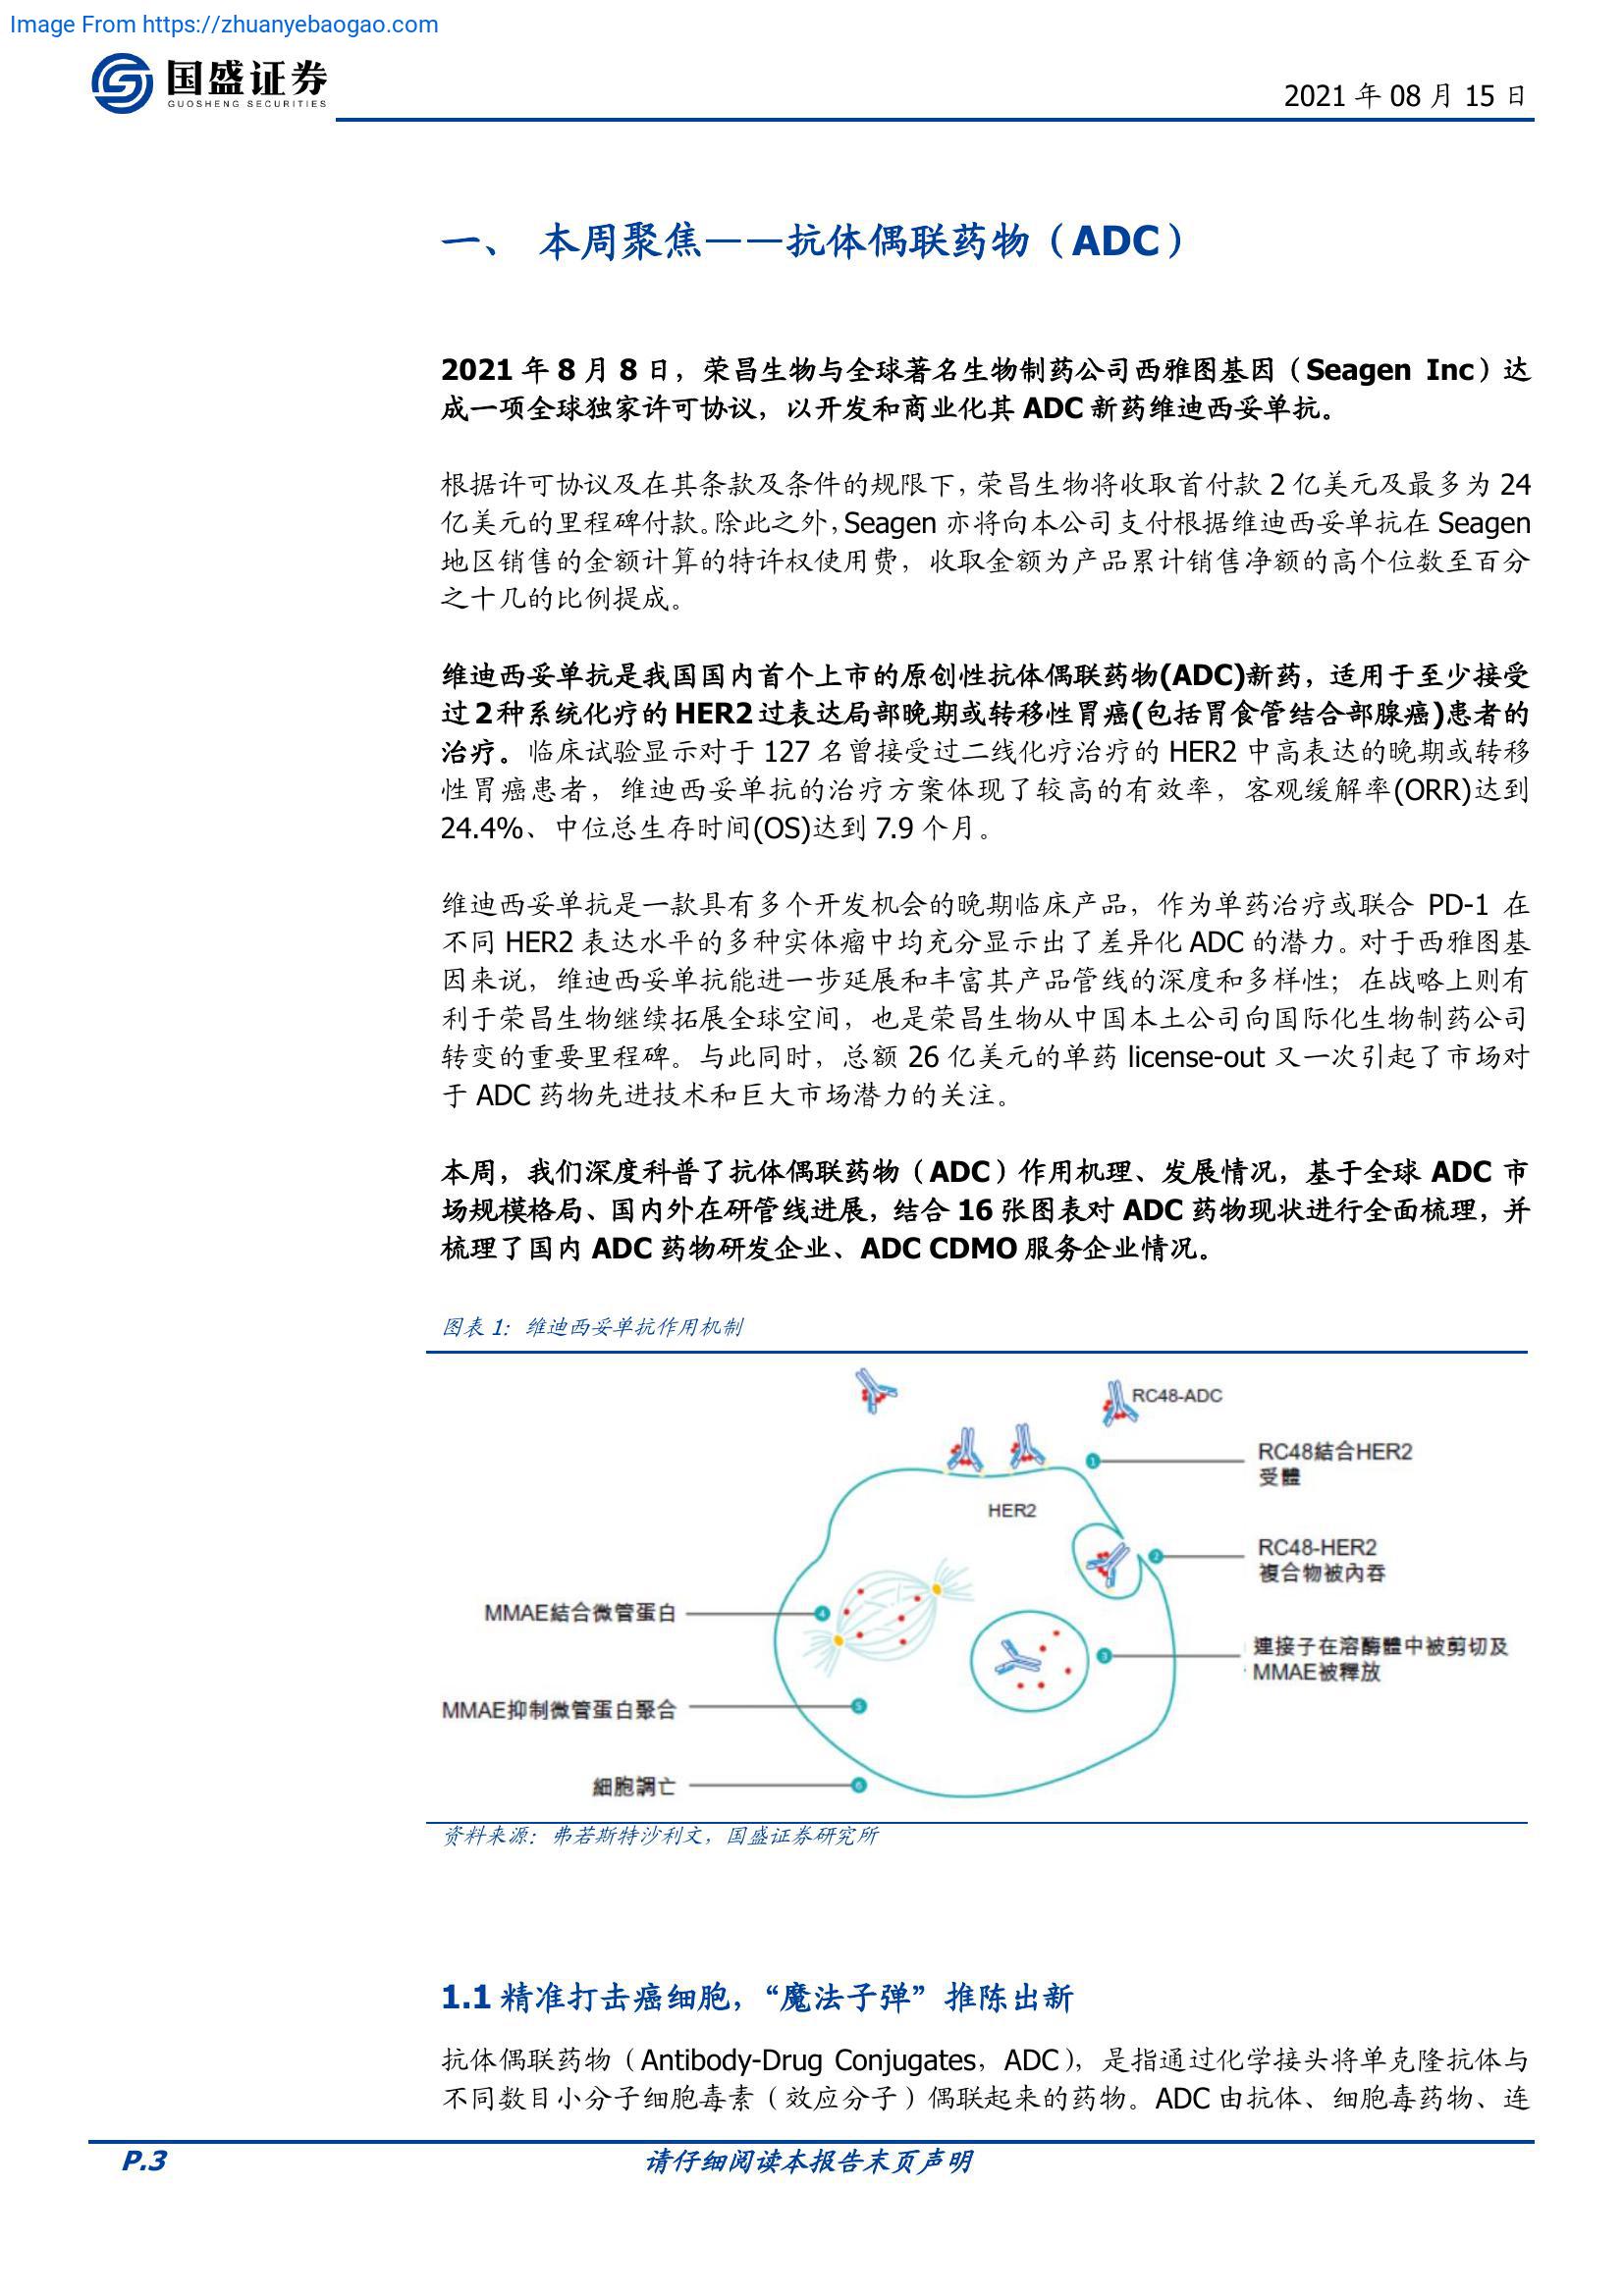 Image From https://zhuanyebaogao.com
国盛证券
GUOSHENG SECURITIES
2021 年 08 月 15 日
一、 本周聚焦——抗体偶联药物（ADC）
2021 年 8 月 8 日，荣昌生物与全球著名生物制药公司西雅图基因（Seagen Inc）达
成一项全球独家许可协议，以开发和商业化其 ADC 新药维迪西妥单抗。
根据许可协议及在其条款及条件的规限下，荣昌生物将收取首付款 2 亿美元及最多为 24
亿美元的里程碑付款。除此之外，Seagen 亦将向本公司支付根据维迪西妥单抗在 Seagen
地区销售的金额计算的特许权使用费，收取金额为产品累计销售净额的高个位数至百分
之十几的比例提成。
维迪西妥单抗是我国国内首个上市的原创性抗体偶联药物(ADC)新药，适用于至少接受
过 2 种系统化疗的 HER2 过表达局部晚期或转移性胃癌(包括胃食管结合部腺癌)患者的
治疗。临床试验显示对于 127 名曾接受过二线化疗治疗的 HER2 中高表达的晚期或转移
性胃癌患者，维迪西妥单抗的治疗方案体现了较高的有效率，客观缓解率(ORR)达到
24.4%、中位总生存时间(OS)达到 7.9 个月。
维迪西妥单抗是一款具有多个开发机会的晚期临床产品，作为单药治疗或联合 PD-1 在
不同 HER2 表达水平的多种实体瘤中均充分显示出了差异化 ADC 的潜力。对于西雅图基
因来说，维迪西妥单抗能进一步延展和丰富其产品管线的深度和多样性；在战略上则有
利于荣昌生物继续拓展全球空间，也是荣昌生物从中国本土公司向国际化生物制药公司
转变的重要里程碑。与此同时，总额 26 亿美元的单药 license-out 又一次引起了市场对
于 ADC 药物先进技术和巨大市场潜力的关注。
本周，我们深度科普了抗体偶联药物（ADC）作用机理、发展情况，基于全球 ADC 市
场规模格局、国内外在研管线进展，结合 16 张图表对 ADC 药物现状进行全面梳理，并
梳理了国内 ADC 药物研发企业、ADC CDMO 服务企业情况。
图表 1：维迪西妥单抗作用机制
RC48-ADC
1
RC48結合HER2
受體
HER2
2
RC48-HER2
複合物被內吞
MMAE結合微管蛋白
4
3
連接子在溶酶體中被剪切及
MMAE被釋放
MMAE抑制微管蛋白聚合
5
細胞調亡
6
资料来源：弗若斯特沙利文，国盛证券研究所
1.1 精准打击癌细胞，“魔法子弹”推陈出新
抗体偶联药物（Antibody-Drug Conjugates，ADC），是指通过化学接头将单克隆抗体与
不同数目小分子细胞毒素（效应分子）偶联起来的药物。ADC 由抗体、细胞毒药物、连
P.3
请仔细阅读本报告末页声明